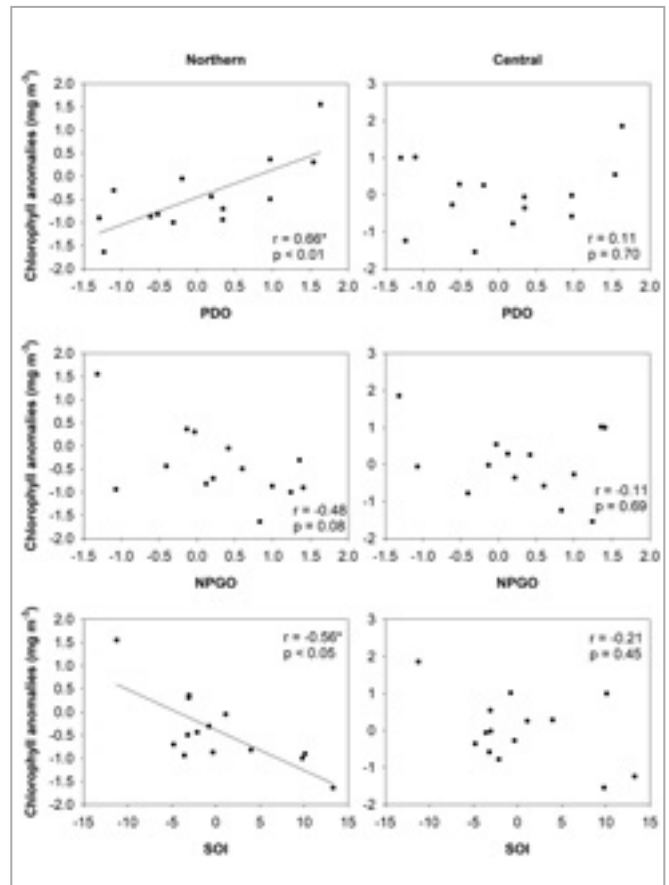 Northern Central
Chlorophyll anomalies (mg m⁻³)
2.0
1.5
1.0
0.5
0.0
-0.5
-1.0
-1.5
-2.0
r = 0.66*
p < 0.01
-1.5 -1.0 -0.5 0.0 0.5 1.0 1.5 2.0
PDO
3
2
1
0
-1
-2
r = 0.11
p = 0.70
-1.5 -1.0 -0.5 0.0 0.5 1.0 1.5 2.0
PDO
Chlorophyll anomalies (mg m⁻³)
2.0
1.5
1.0
0.5
0.0
-0.5
-1.0
-1.5
-2.0
r = -0.48
p = 0.08
-1.5 -1.0 -0.5 0.0 0.5 1.0 1.5 2.0
NPGO
3
2
1
0
-1
-2
r = -0.11
p = 0.69
-1.5 -1.0 -0.5 0.0 0.5 1.0 1.5 2.0
NPGO
Chlorophyll anomalies (mg m⁻³)
2.0
1.5
1.0
0.5
0.0
-0.5
-1.0
-1.5
-2.0
r = -0.56*
p < 0.05
-15 -10 -5 0 5 10 15
SOI
3
2
1
0
-1
-2
r = -0.21
p = 0.45
-15 -10 -5 0 5 10 15
SOI